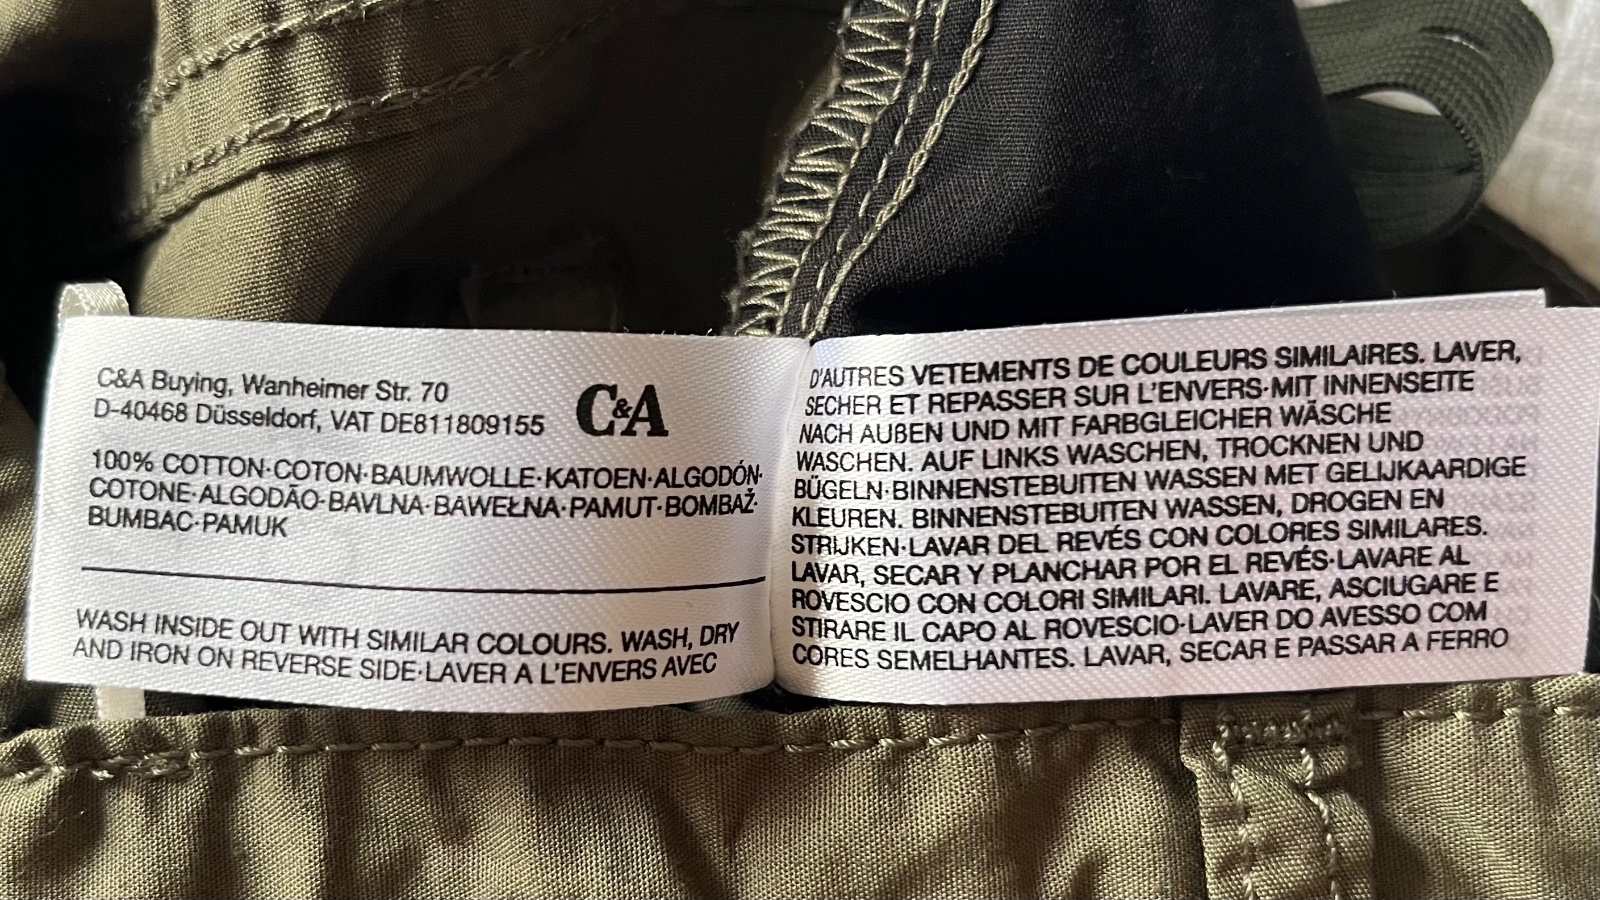 C&A Buying, Wanheimer Str. 70
D-40468 Düsseldorf, VAT DE811809155
C&A
100% COTTON·COTON·BAUMWOLLE·KATOEN·ALGODÓN·
COTONE·ALGODÃO·BAVLNA·BAWEŁNA·PAMUT·BOMBAŽ·
BUMBAC·PAMUK
WASH INSIDE OUT WITH SIMILAR COLOURS. WASH, DRY
AND IRON ON REVERSE SIDE·LAVER A L'ENVERS AVEC
D'AUTRES VETEMENTS DE COULEURS SIMILAIRES. LAVER,
SECHER ET REPASSER SUR L'ENVERS·MIT INNENSEITE
NACH AUßEN UND MIT FARBGLEICHER WÄSCHE
WASCHEN. AUF LINKS WASCHEN, TROCKNEN UND
BÜGELN·BINNENSTEBUITEN WASSEN MET GELIJKAARDIGE
KLEUREN. BINNENSTEBUITEN WASSEN, DROGEN EN
STRIJKEN·LAVAR DEL REVÉS CON COLORES SIMILARES.
LAVAR, SECAR Y PLANCHAR POR EL REVÉS·LAVARE AL
ROVESCIO CON COLORI SIMILARI. LAVARE, ASCIUGARE E
STIRARE IL CAPO AL ROVESCIO·LAVER DO AVESSO COM
CORES SEMELHANTES. LAVAR, SECAR E PASSAR A FERRO